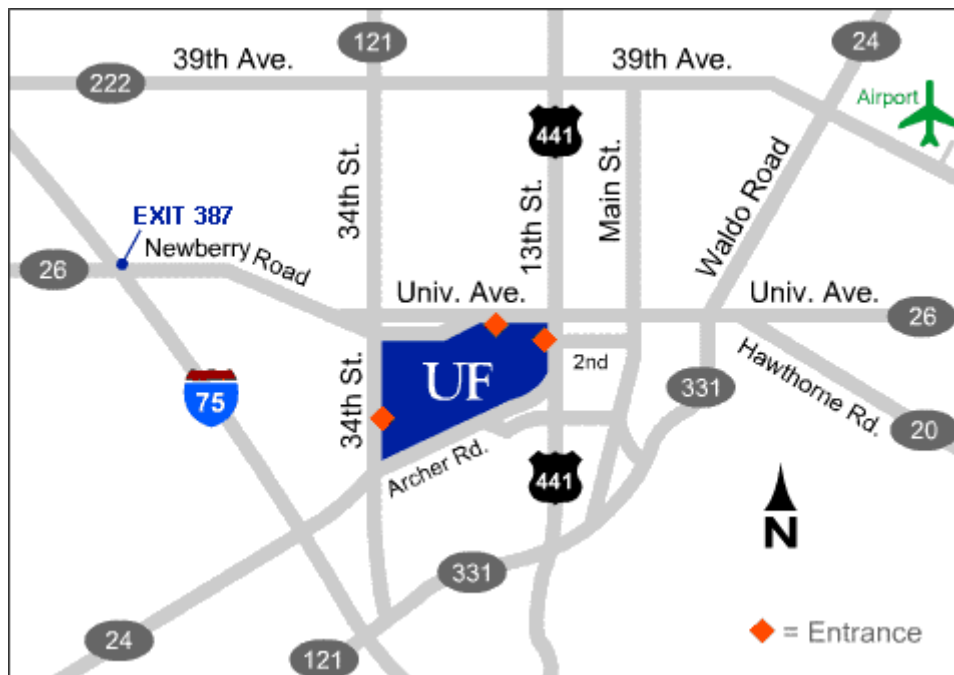 121
24
39th Ave.
39th Ave.
222
Airport
441
34th St.
13th St.
Main St.
Waldo Road
EXIT 387
Newberry Road
26
Univ. Ave.
Univ. Ave.
26
2nd
UF
Hawthorne Rd.
75
331
34th St.
20
Archer Rd.
441
N
331
24
121
= Entrance